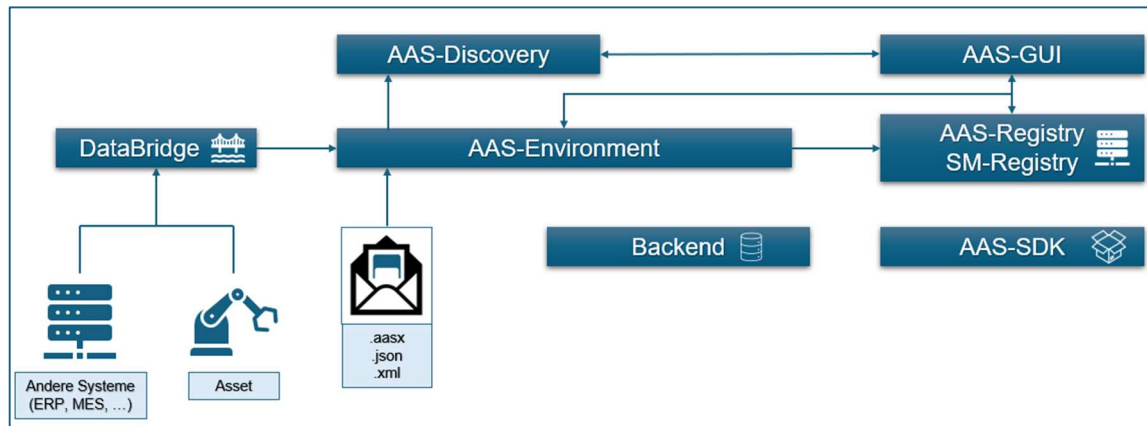 AAS-Discovery
AAS-GUI
DataBridge
AAS-Environment
AAS-Registry
SM-Registry
Backend
AAS-SDK
.aasx
.json
.xml
Andere Systeme
(ERP, MES, ...)
Asset